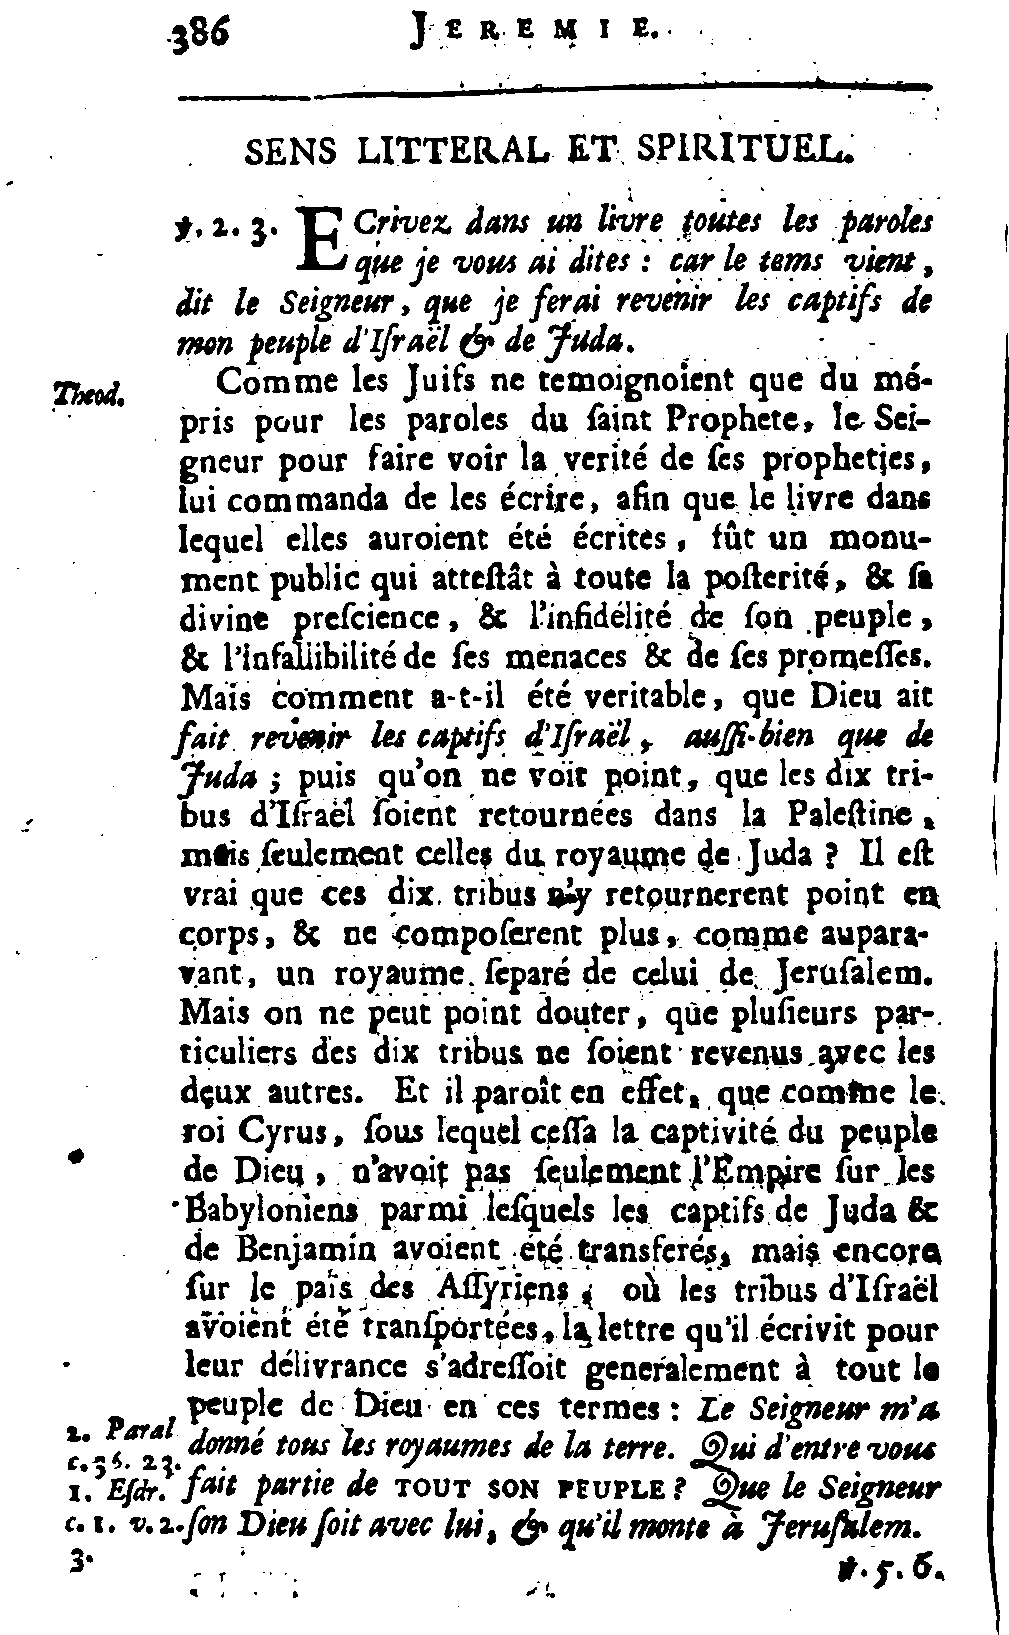 386 JEREMIE.
SENS LITTERAL ET SPIRITUEL.
℣. 2. 3. ECrivez dans un livre toutes les paroles
que je vous ai dites : car le tems vient,
dit le Seigneur, que je ferai revenir les captifs de
mon peuple d'Iſraël & de Juda.
Theod.
Comme les Juifs ne temoignoient que du mé-
pris pour les paroles du ſaint Prophete, le Sei-
gneur pour faire voir la verité de ſes propheties,
lui commanda de les écrire, afin que le livre dans
lequel elles auroient été écrites, fût un monu-
ment public qui atteſtât à toute la poſterité, & ſa
divine preſcience, & l'infidélité de ſon peuple,
& l'infallibilité de ſes menaces & de ſes promeſſes.
Mais comment a-t-il été veritable, que Dieu ait
fait revenir les captifs d'Iſraël, auſſi-bien que de
Juda ; puis qu'on ne voit point, que les dix tri-
bus d'Iſraël ſoient retournées dans la Paleſtine,
mais ſeulement celles du royaume de Juda ? Il eſt
vrai que ces dix tribus n'y retournerent point en
corps, & ne compoſerent plus, comme aupara-
vant, un royaume ſeparé de celui de Jeruſalem.
Mais on ne peut point douter, que pluſieurs par-
ticuliers des dix tribus ne ſoient revenus avec les
deux autres. Et il paroît en effet, que comme le
roi Cyrus, ſous lequel ceſſa la captivité du peuple
de Dieu, n'avoit pas ſeulement l'Empire ſur les
Babyloniens parmi leſquels les captifs de Juda &
de Benjamin avoient été transferés, mais encore
ſur le païs des Aſſyriens, où les tribus d'Iſraël
avoient été tranſportées, la lettre qu'il écrivit pour
leur délivrance s'adreſſoit generalement à tout le
peuple de Dieu en ces termes : Le Seigneur m'a
donné tous les royaumes de la terre. Qui d'entre vous
fait partie de TOUT SON PEUPLE ? Que le Seigneur
ſon Dieu ſoit avec lui, & qu'il monte à Jeruſalem.
2. Paral
c. 36. 23.
1. Eſdr.
c. 1. v. 2.
3.
℣. 5. 6.